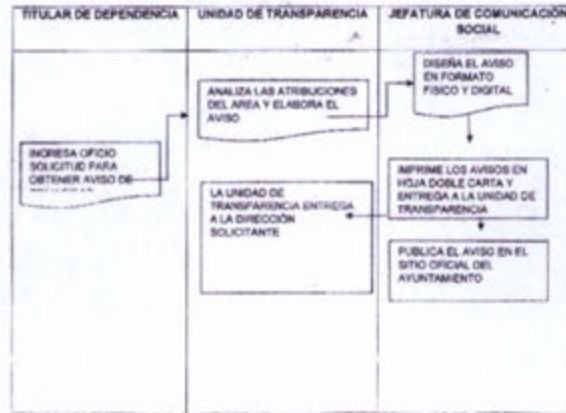 TITULAR DE DEPENDENCIA
UNIDAD DE TRANSPARENCIA
JEFATURA DE COMUNICACIÓN
SOCIAL
INGRESA OFICIO
SOLICITUD PARA
OBTENER AVISO DE
ANALIZA LAS ATRIBUCIONES
DEL AREA Y ELABORA EL
AVISO
DISEÑA EL AVISO
EN FORMATO
FISICO Y DIGITAL
IMPRIME LOS AVISOS EN
HOJA DOBLE CARTA Y
ENTREGA A LA UNIDAD DE
TRANSPARENCIA
LA UNIDAD DE
TRANSPARENCIA ENTREGA
A LA DIRECCIÓN
SOLICITANTE
PUBLICA EL AVISO EN EL
SITIO OFICIAL DEL
AYUNTAMIENTO